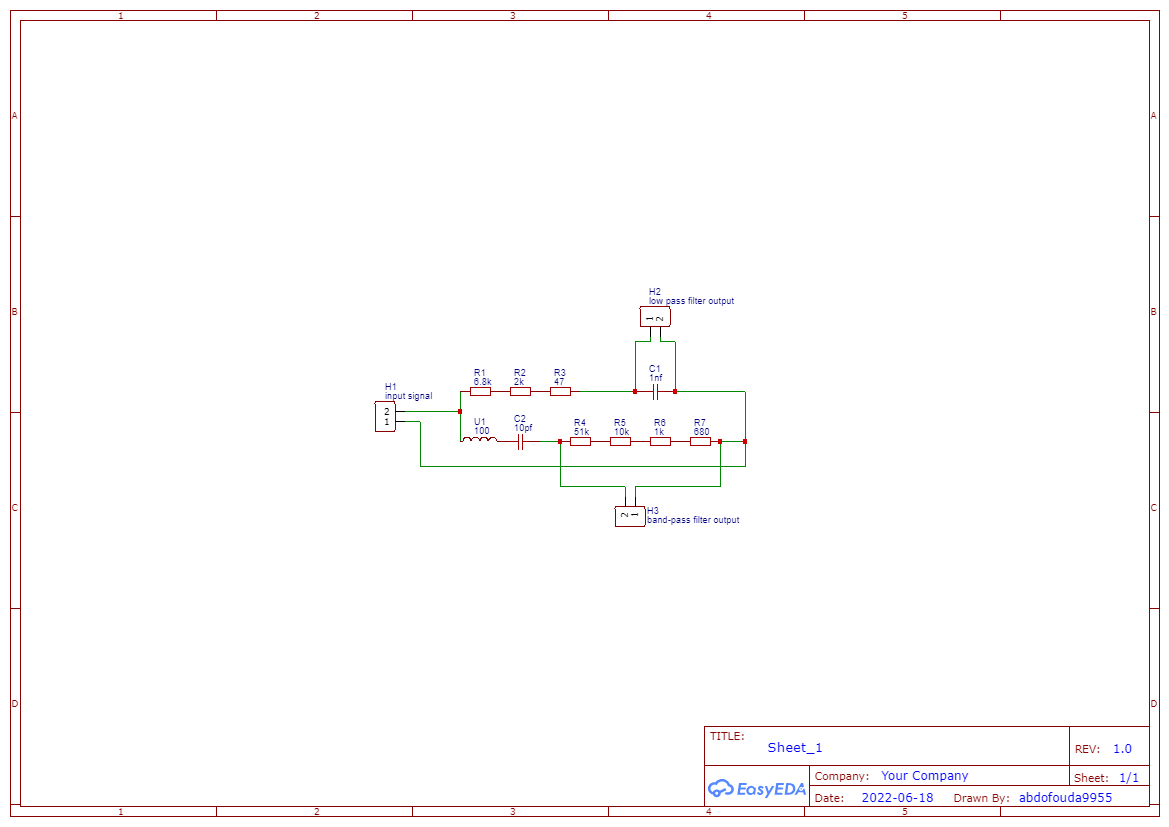 1 2 3 4 5
A A
H2
low pass filter output
1 2
B B
R1 R2 R3 C1
6.8k 2k 47 1nf
H1
input signal
2
1
U1 C2 R4 R5 R6 R7
100 10pf 51k 10k 1k 680
C C
2 1
H3
band-pass filter output
D D
TITLE:
Sheet_1
REV: 1.0
EasyEDA
Company: Your Company
Sheet: 1/1
Date: 2022-06-18 Drawn By: abdofouda9955
1 2 3 4 5